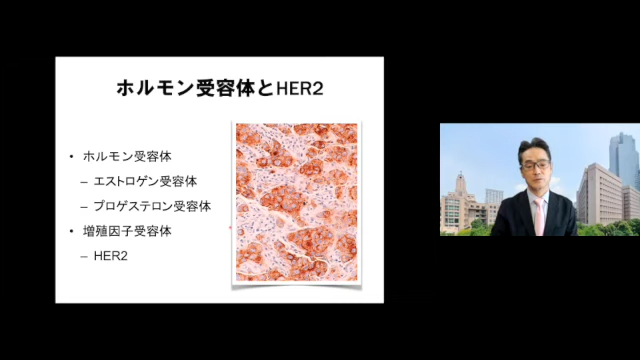 ホルモン受容体とHER2
• ホルモン受容体
– エストロゲン受容体
– プロゲステロン受容体
• 増殖因子受容体
– HER2